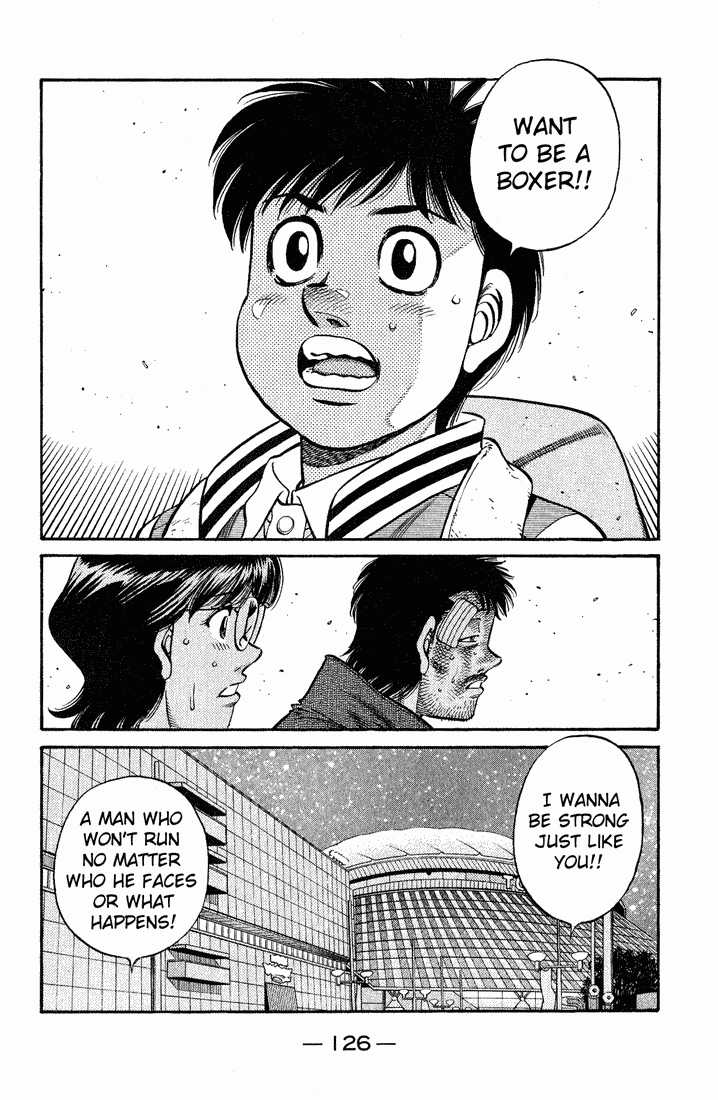 WANT
TO BE A
BOXER!!
I WANNA
BE STRONG
JUST LIKE
YOU!!
A MAN WHO
WON'T RUN
NO MATTER
WHO HE FACES
OR WHAT
HAPPENS!
— 126 —